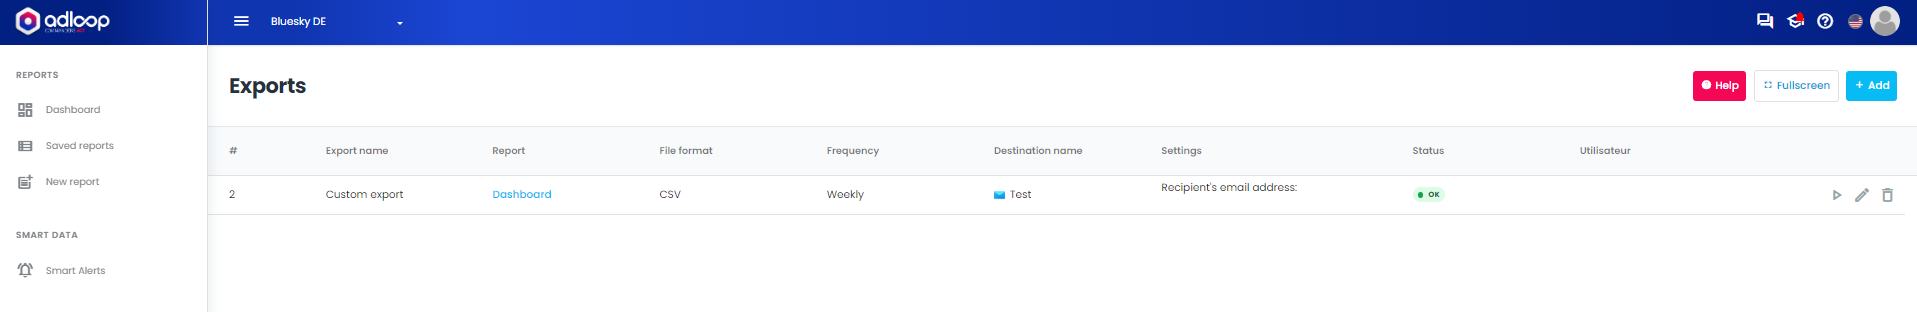 adloop
Bluesky DE
REPORTS
Dashboard
Saved reports
New report
SMART DATA
Smart Alerts
Exports
Help
Fullscreen
+ Add
# Export name Report File format Frequency Destination name Settings Status Utilisateur
2 Custom export Dashboard CSV Weekly Test Recipient's email address: OK